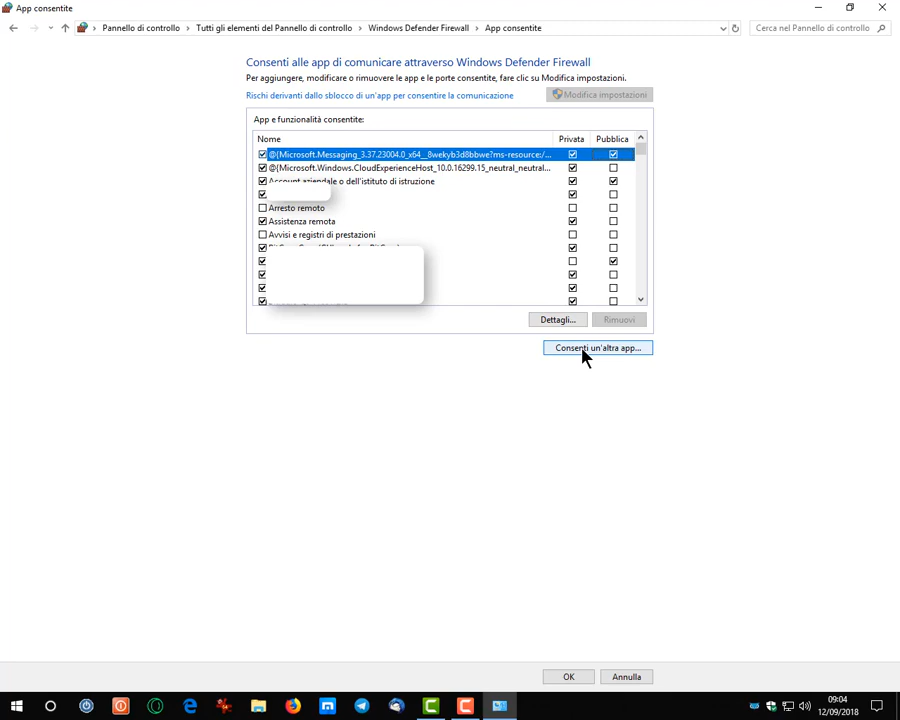 App consentite
Pannello di controllo › Tutti gli elementi del Pannello di controllo › Windows Defender Firewall › App consentite
Cerca nel Pannello di controllo
Consenti alle app di comunicare attraverso Windows Defender Firewall
Per aggiungere, modificare o rimuovere le app e le porte consentite, fare clic su Modifica impostazioni.
Rischi derivanti dallo sblocco di un'app per consentire la comunicazione
Modifica impostazioni
App e funzionalità consentite:
Nome Privata Pubblica
@{Microsoft.Messaging_3.37.23004.0_x64__8wekyb3d8bbwe?ms-resource:/...
@{Microsoft.Windows.CloudExperienceHost_10.0.16299.15_neutral_neutral...
Account aziendale o dell'istituto di istruzione
Arresto remoto
Assistenza remota
Avvisi e registri di prestazioni
Dettagli... Rimuovi
Consenti un'altra app...
OK Annulla
09:04
12/09/2018